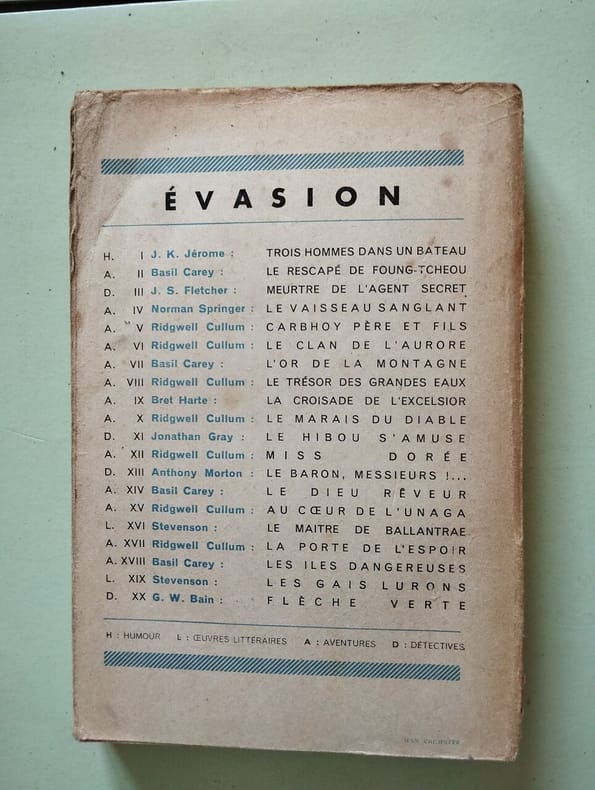 ÉVASION
H. I J. K. Jérome : TROIS HOMMES DANS UN BATEAU
A. II Basil Carey : LE RESCAPÉ DE FOUNG-TCHEOU
D. III J. S. Fletcher : MEURTRE DE L'AGENT SECRET
A. IV Norman Springer : LE VAISSEAU SANGLANT
A. V Ridgwell Cullum : CARBHOY PÈRE ET FILS
A. VI Ridgwell Cullum : LE CLAN DE L'AURORE
A. VII Basil Carey : L'OR DE LA MONTAGNE
A. VIII Ridgwell Cullum : LE TRÉSOR DES GRANDES EAUX
A. IX Bret Harte : LA CROISADE DE L'EXCELSIOR
A. X Ridgwell Cullum : LE MARAIS DU DIABLE
D. XI Jonathan Gray : LE HIBOU S'AMUSE
A. XII Ridgwell Cullum : MISS DORÉE
D. XIII Anthony Morton : LE BARON, MESSIEURS !...
A. XIV Basil Carey : LE DIEU RÊVEUR
A. XV Ridgwell Cullum : AU CŒUR DE L'UNAGA
L. XVI Stevenson : LE MAITRE DE BALLANTRAE
A. XVII Ridgwell Cullum : LA PORTE DE L'ESPOIR
A. XVIII Basil Carey : LES ILES DANGEREUSES
L. XIX Stevenson : LES GAIS LURONS
D. XX G. W. Bain : FLÈCHE VERTE
H : HUMOUR L : ŒUVRES LITTÉRAIRES A : AVENTURES D : DÉTECTIVES